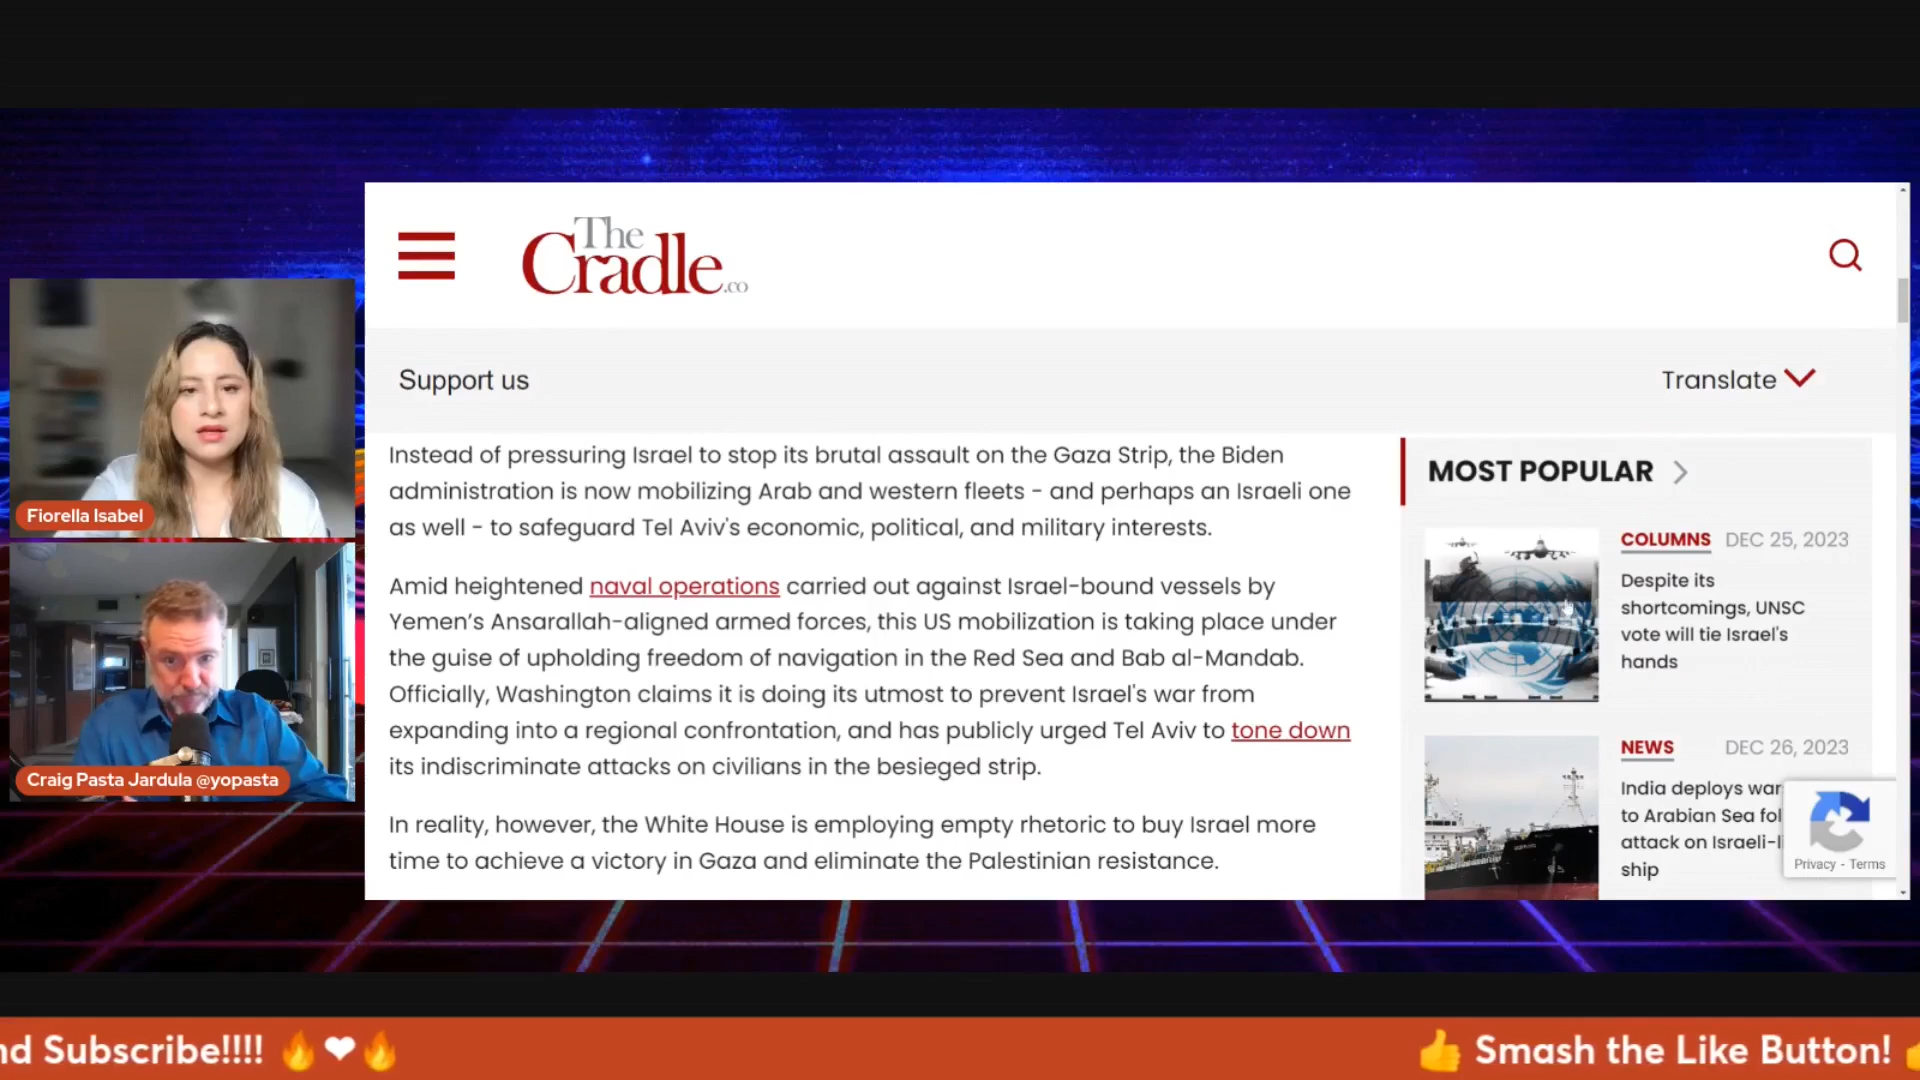 The
Cradle.co
Support us
Translate
Instead of pressuring Israel to stop its brutal assault on the Gaza Strip, the Biden
administration is now mobilizing Arab and western fleets - and perhaps an Israeli one
as well - to safeguard Tel Aviv's economic, political, and military interests.
Amid heightened naval operations carried out against Israel-bound vessels by
Yemen's Ansarallah-aligned armed forces, this US mobilization is taking place under
the guise of upholding freedom of navigation in the Red Sea and Bab al-Mandab.
Officially, Washington claims it is doing its utmost to prevent Israel's war from
expanding into a regional confrontation, and has publicly urged Tel Aviv to tone down
its indiscriminate attacks on civilians in the besieged strip.
In reality, however, the White House is employing empty rhetoric to buy Israel more
time to achieve a victory in Gaza and eliminate the Palestinian resistance.
MOST POPULAR
COLUMNS DEC 25, 2023
Despite its
shortcomings, UNSC
vote will tie Israel's
hands
NEWS DEC 26, 2023
India deploys war
to Arabian Sea fol
attack on Israeli-l
ship
Privacy - Terms
Fiorella Isabel
Craig Pasta Jardula @yopasta
nd Subscribe!!!! 🔥❤🔥
👍 Smash the Like Button!